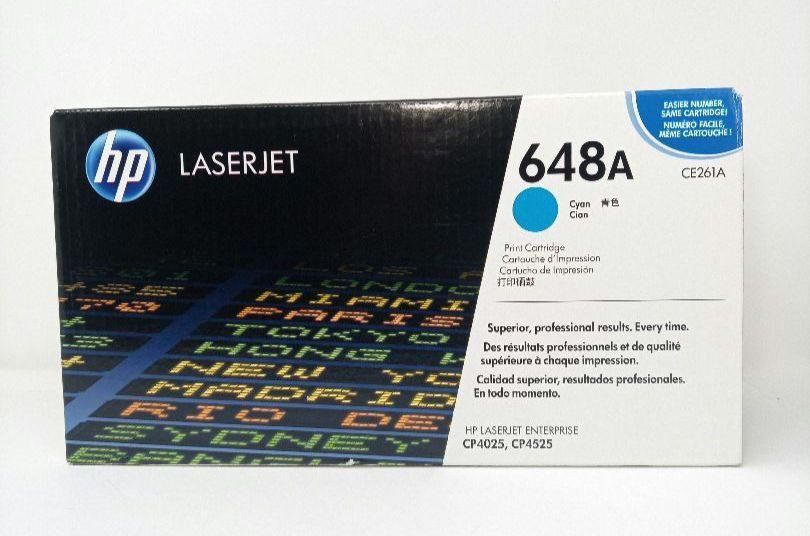 EASIER NUMBER,
SAME CARTRIDGE!
NUMÉRO FACILE,
MÊME CARTOUCHE !
hp
LASERJET
648A
CE261A
Cyan 青色
Cian
Print Cartridge
Cartouche d'Impression
Cartucho de Impresión
打印硒鼓
Superior, professional results. Every time.
Des résultats professionnels et de qualité
supérieure à chaque impression.
Calidad superior, resultados profesionales.
En todo momento.
HP LASERJET ENTERPRISE
CP4025, CP4525
LONDO
MIAMI
PARIS
TOKYO
HONG K
NEW YO
MADRID
RIO DE
SYDNEY